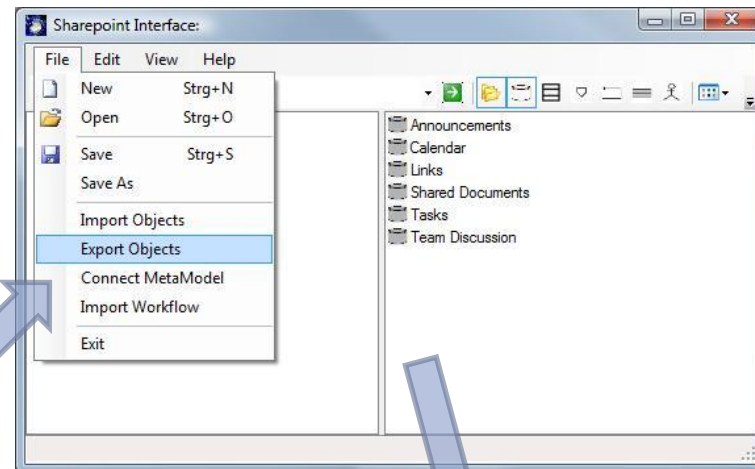 Sharepoint Interface:
File Edit View Help
New Strg+N
Open Strg+O
Save Strg+S
Save As
Import Objects
Export Objects
Connect MetaModel
Import Workflow
Exit
Announcements
Calendar
Links
Shared Documents
Tasks
Team Discussion